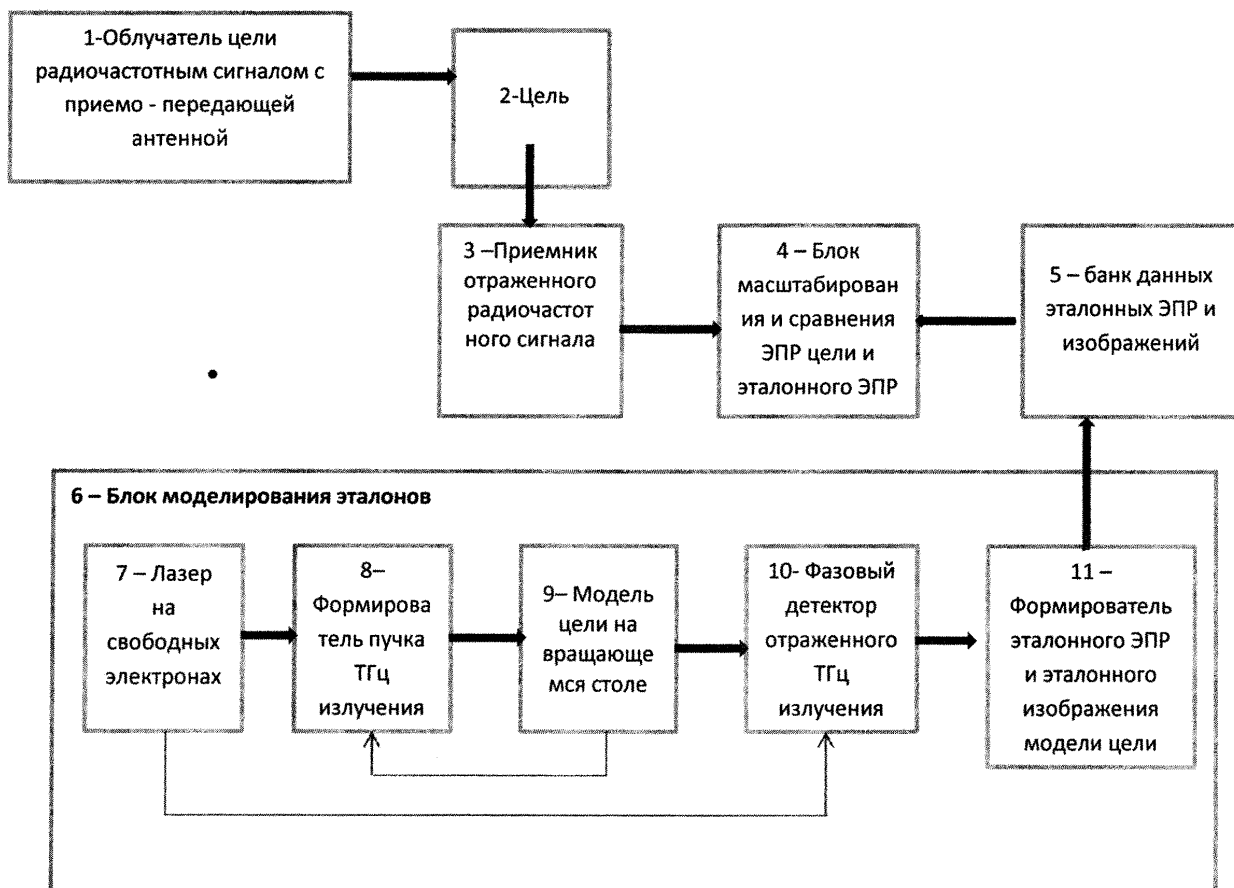 1-Облучатель цели
радиочастотным сигналом с
приемо - передающей
антенной
2-Цель
3 –Приемник
отраженного
радиочастот
ного сигнала
4 – Блок
масштабирован
ия и сравнения
ЭПР цели и
эталонного ЭПР
5 – банк данных
эталонных ЭПР и
изображений
6 – Блок моделирования эталонов
7 – Лазер
на
свободных
электронах
8–
Формирова
тель пучка
ТГц
излучения
9– Модель
цели на
вращающе
мся столе
10- Фазовый
детектор
отраженного
ТГц
излучения
11 –
Формирователь
эталонного ЭПР
и эталонного
изображения
модели цели